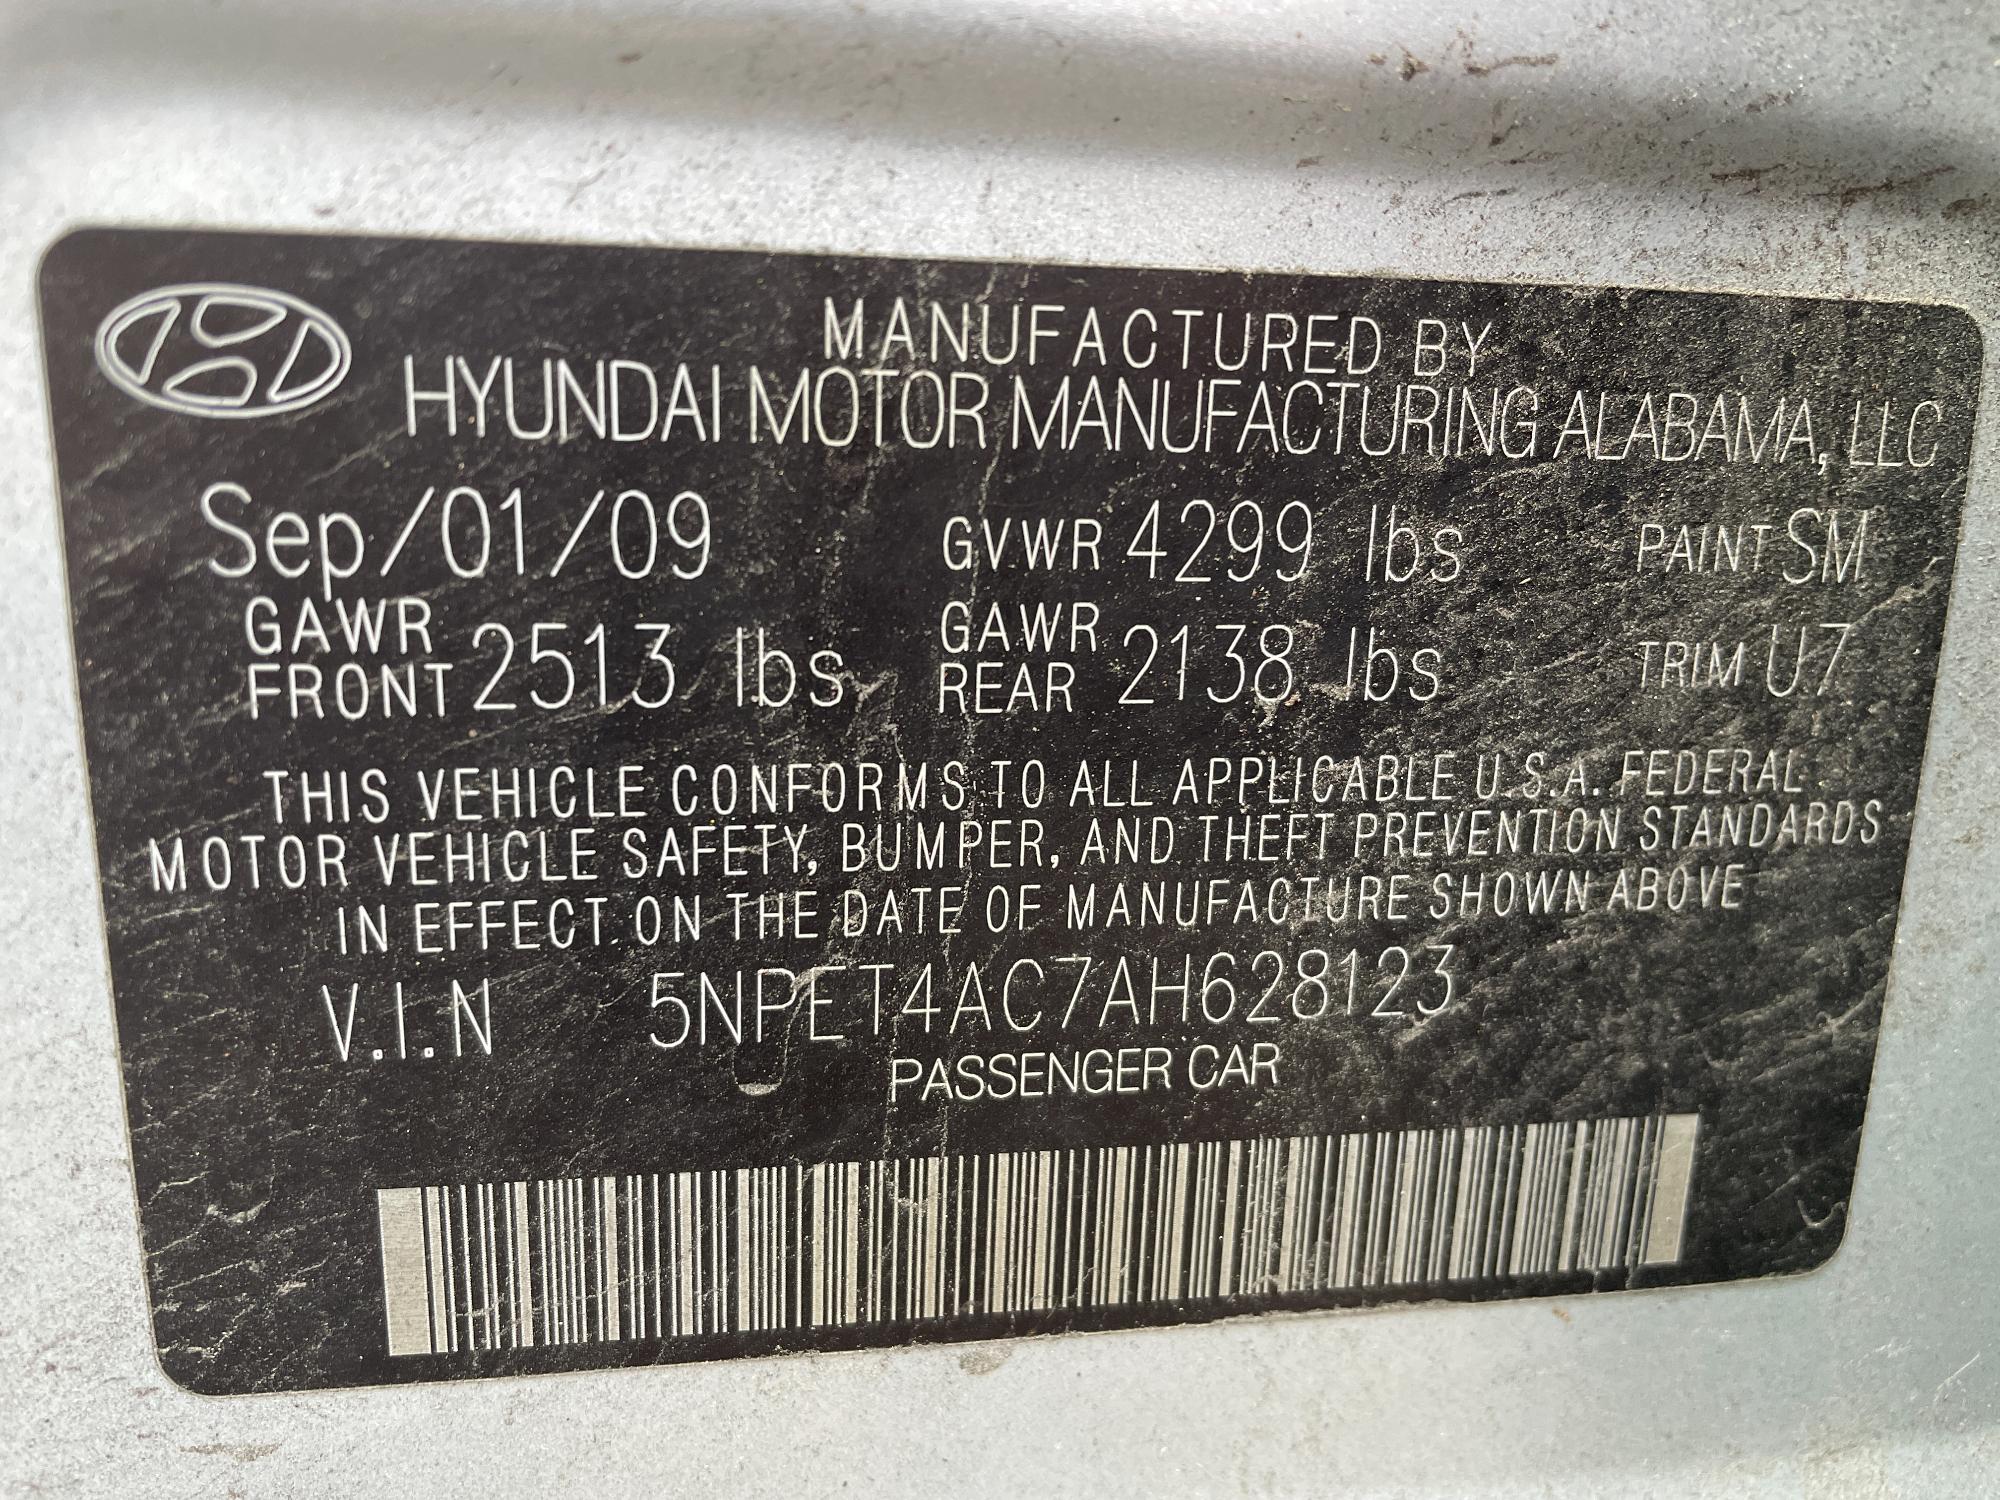 MANUFACTURED BY
HYUNDAI MOTOR MANUFACTURING ALABAMA, LLC
Sep/01/09 GVWR 4299 lbs PAINT SM
GAWR FRONT 2513 lbs GAWR REAR 2138 lbs TRIM U7
THIS VEHICLE CONFORMS TO ALL APPLICABLE U.S.A. FEDERAL
MOTOR VEHICLE SAFETY, BUMPER, AND THEFT PREVENTION STANDARDS
IN EFFECT ON THE DATE OF MANUFACTURE SHOWN ABOVE
V.I.N 5NPET4AC7AH628123
PASSENGER CAR